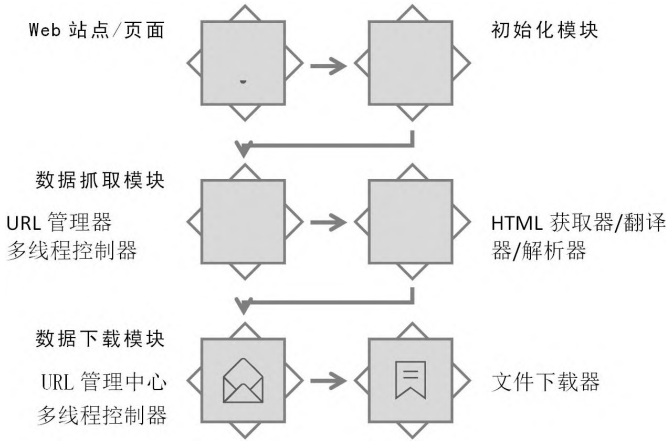 Web 站点/页面
初始化模块
数据抓取模块
URL 管理器
多线程控制器
HTML 获取器/翻译
器/解析器
数据下载模块
URL 管理中心
多线程控制器
文件下载器